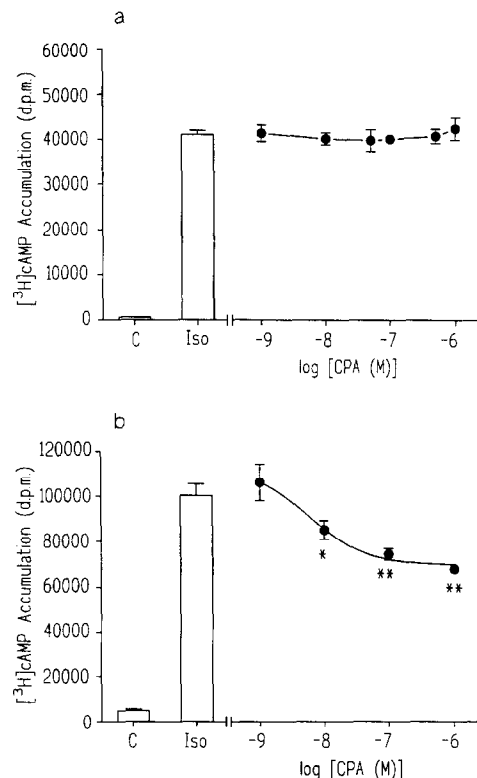 a
[³H]cAMP Accumulation (d.p.m.)
60000
50000
40000
30000
20000
10000
0
C
Iso
-9
-8
-7
-6
log [CPA (M)]
b
[³H]cAMP Accumulation (d.p.m.)
120000
100000
80000
60000
40000
20000
0
*
**
**
C
Iso
-9
-8
-7
-6
log [CPA (M)]